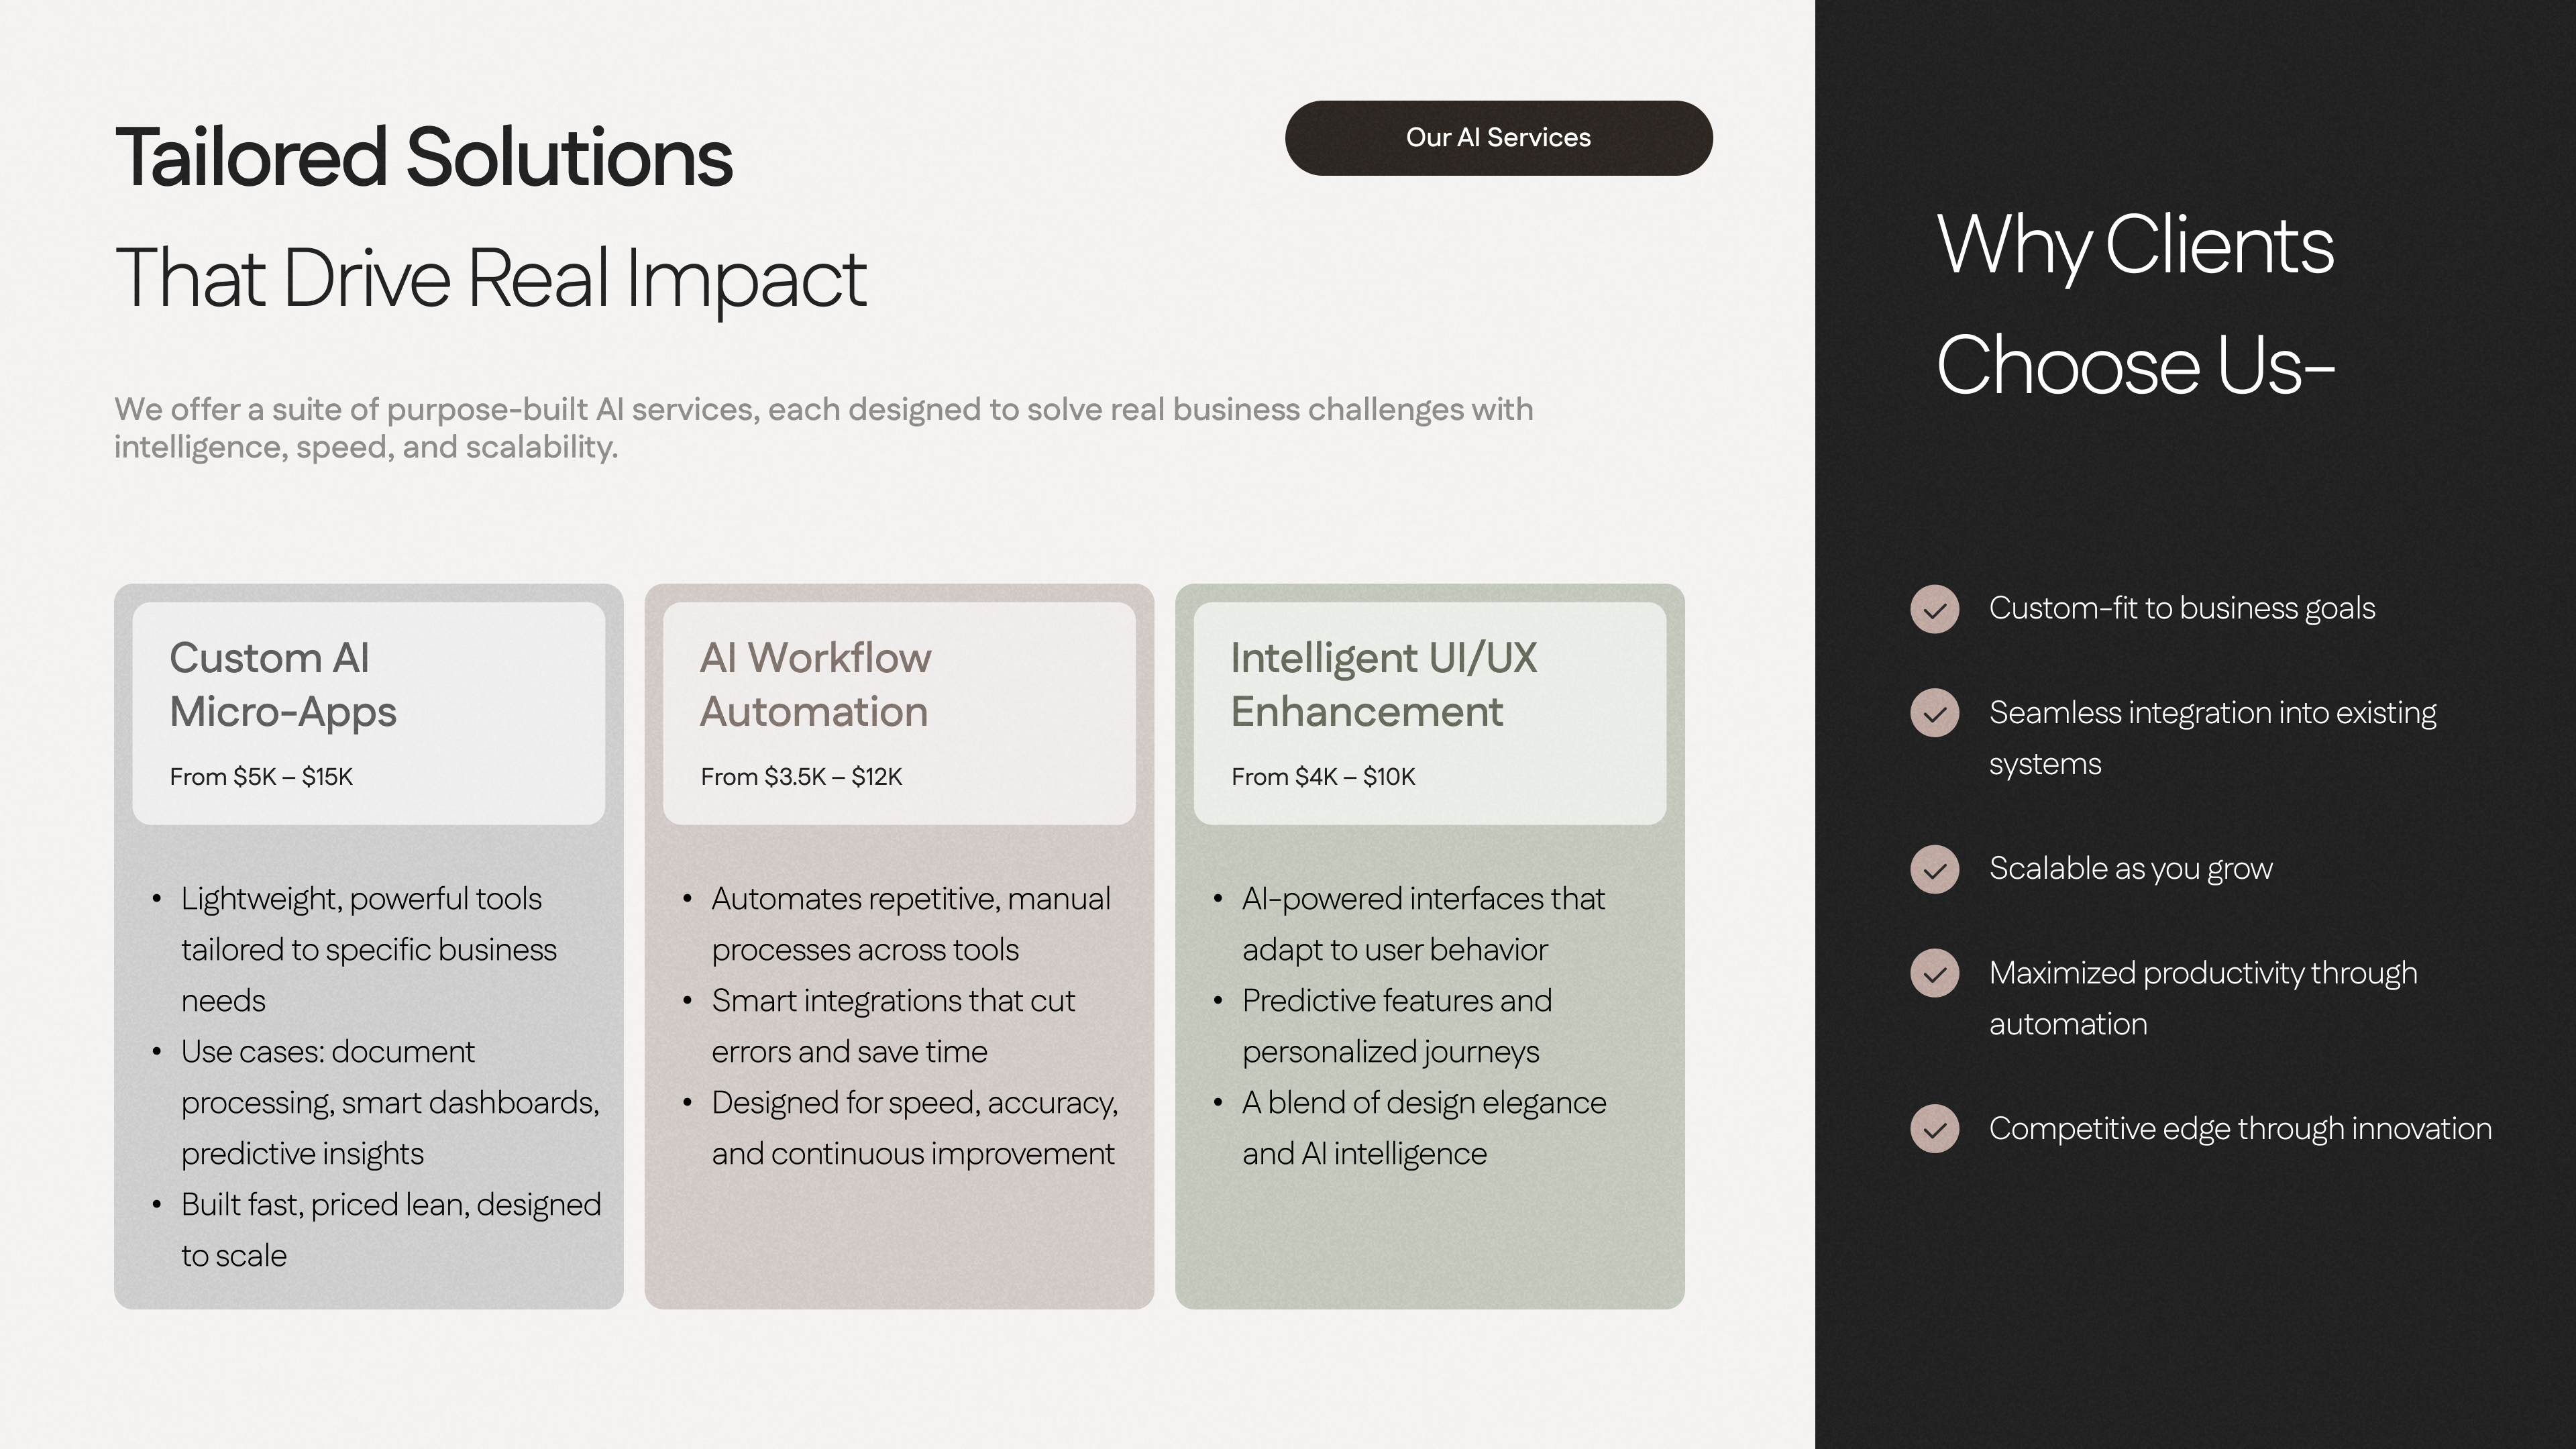 Tailored Solutions
That Drive Real Impact
Our AI Services
We offer a suite of purpose-built AI services, each designed to solve real business challenges with
intelligence, speed, and scalability.
Custom AI
Micro-Apps
From $5K – $15K
• Lightweight, powerful tools
tailored to specific business
needs
• Use cases: document
processing, smart dashboards,
predictive insights
• Built fast, priced lean, designed
to scale
AI Workflow
Automation
From $3.5K – $12K
• Automates repetitive, manual
processes across tools
• Smart integrations that cut
errors and save time
• Designed for speed, accuracy,
and continuous improvement
Intelligent UI/UX
Enhancement
From $4K – $10K
• AI-powered interfaces that
adapt to user behavior
• Predictive features and
personalized journeys
• A blend of design elegance
and AI intelligence
Why Clients
Choose Us-
Custom-fit to business goals
Seamless integration into existing
systems
Scalable as you grow
Maximized productivity through
automation
Competitive edge through innovation